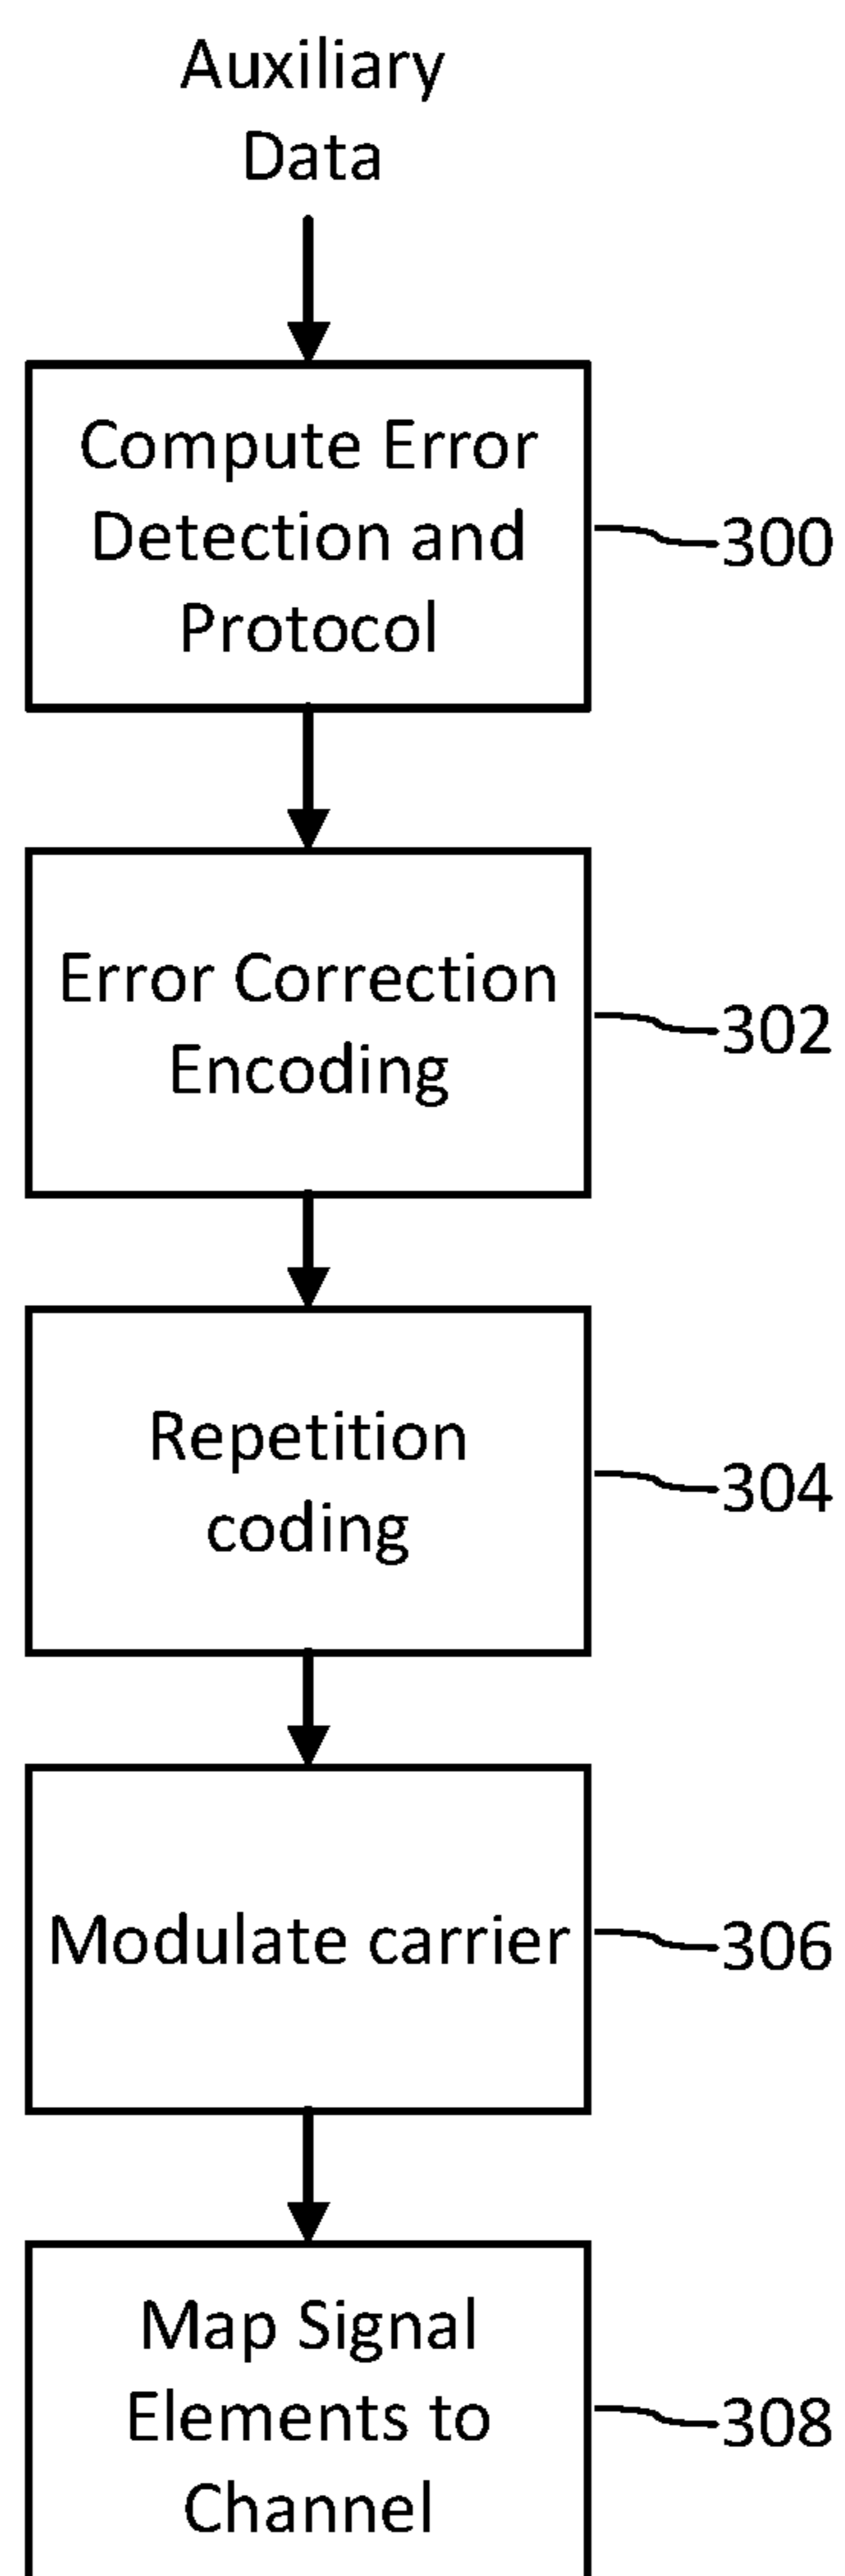 Auxiliary
Data
Compute Error
Detection and
Protocol
300
Error Correction
Encoding
302
Repetition
coding
304
Modulate carrier
306
Map Signal
Elements to
Channel
308